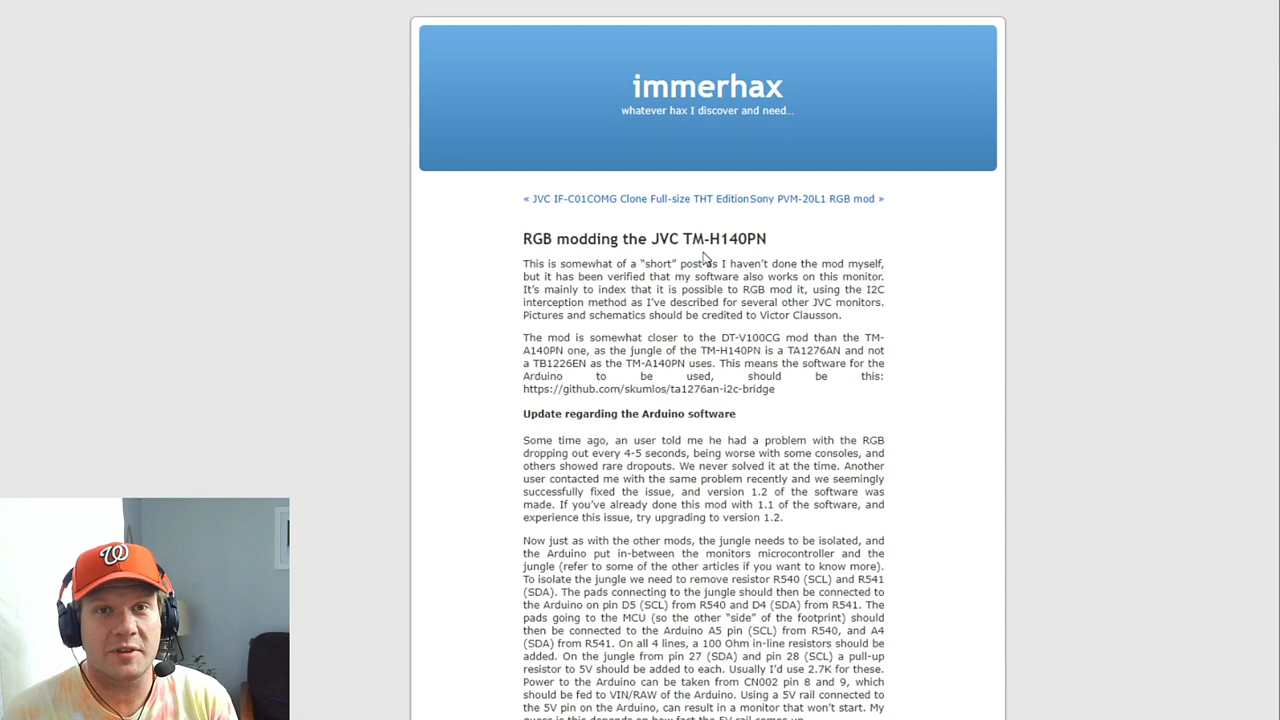 immerhax
whatever hax I discover and need...
« JVC IF-C01COMG Clone Full-size THT EditionSony PVM-20L1 RGB mod »
RGB modding the JVC TM-H140PN
This is somewhat of a “short” post as I haven’t done the mod myself,
but it has been verified that my software also works on this monitor.
It’s mainly to index that it is possible to RGB mod it, using the I2C
interception method as I’ve described for several other JVC monitors.
Pictures and schematics should be credited to Victor Clausson.
The mod is somewhat closer to the DT-V100CG mod than the TM-
A140PN one, as the jungle of the TM-H140PN is a TA1276AN and not
a TB1226EN as the TM-A140PN uses. This means the software for the
Arduino to be used, should be this:
https://github.com/skumlos/ta1276an-i2c-bridge
Update regarding the Arduino software
Some time ago, an user told me he had a problem with the RGB
dropping out every 4-5 seconds, being worse with some consoles, and
others showed rare dropouts. We never solved it at the time. Another
user contacted me with the same problem recently and we seemingly
successfully fixed the issue, and version 1.2 of the software was
made. If you’ve already done this mod with 1.1 of the software, and
experience this issue, try upgrading to version 1.2.
Now just as with the other mods, the jungle needs to be isolated, and
the Arduino put in-between the monitors microcontroller and the
jungle (refer to some of the other articles if you want to know more).
To isolate the jungle we need to remove resistor R540 (SCL) and R541
(SDA). The pads connecting to the jungle should then be connected to
the Arduino on pin D5 (SCL) from R540 and D4 (SDA) from R541. The
pads going to the MCU (so the other “side” of the footprint) should
then be connected to the Arduino A5 pin (SCL) from R540, and A4
(SDA) from R541. On all 4 lines, a 100 Ohm in-line resistors should be
added. On the jungle from pin 27 (SDA) and pin 28 (SCL) a pull-up
resistor to 5V should be added to each. Usually I’d use 2.7K for these.
Power to the Arduino can be taken from CN002 pin 8 and 9, which
should be fed to VIN/RAW of the Arduino. Using a 5V rail connected to
the 5V pin on the Arduino, can result in a monitor that won’t start. My
guess is this depends on how fast the 5V rail comes up.
W